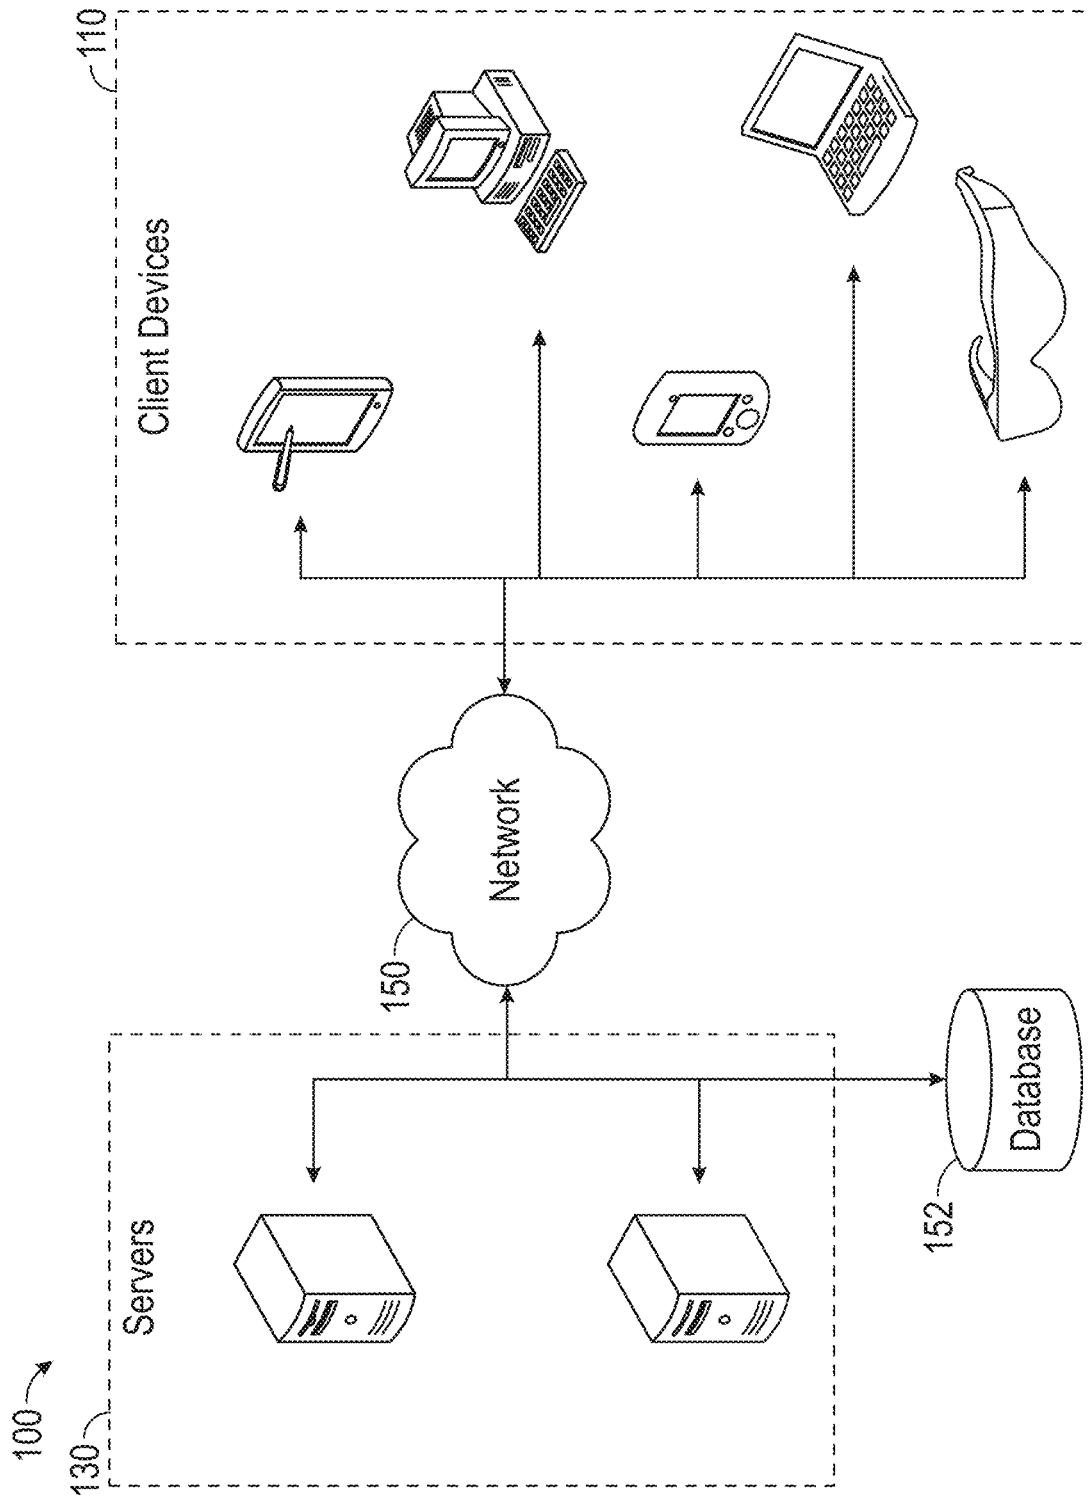 100
130
Servers
152
Database
150
Network
110
Client Devices